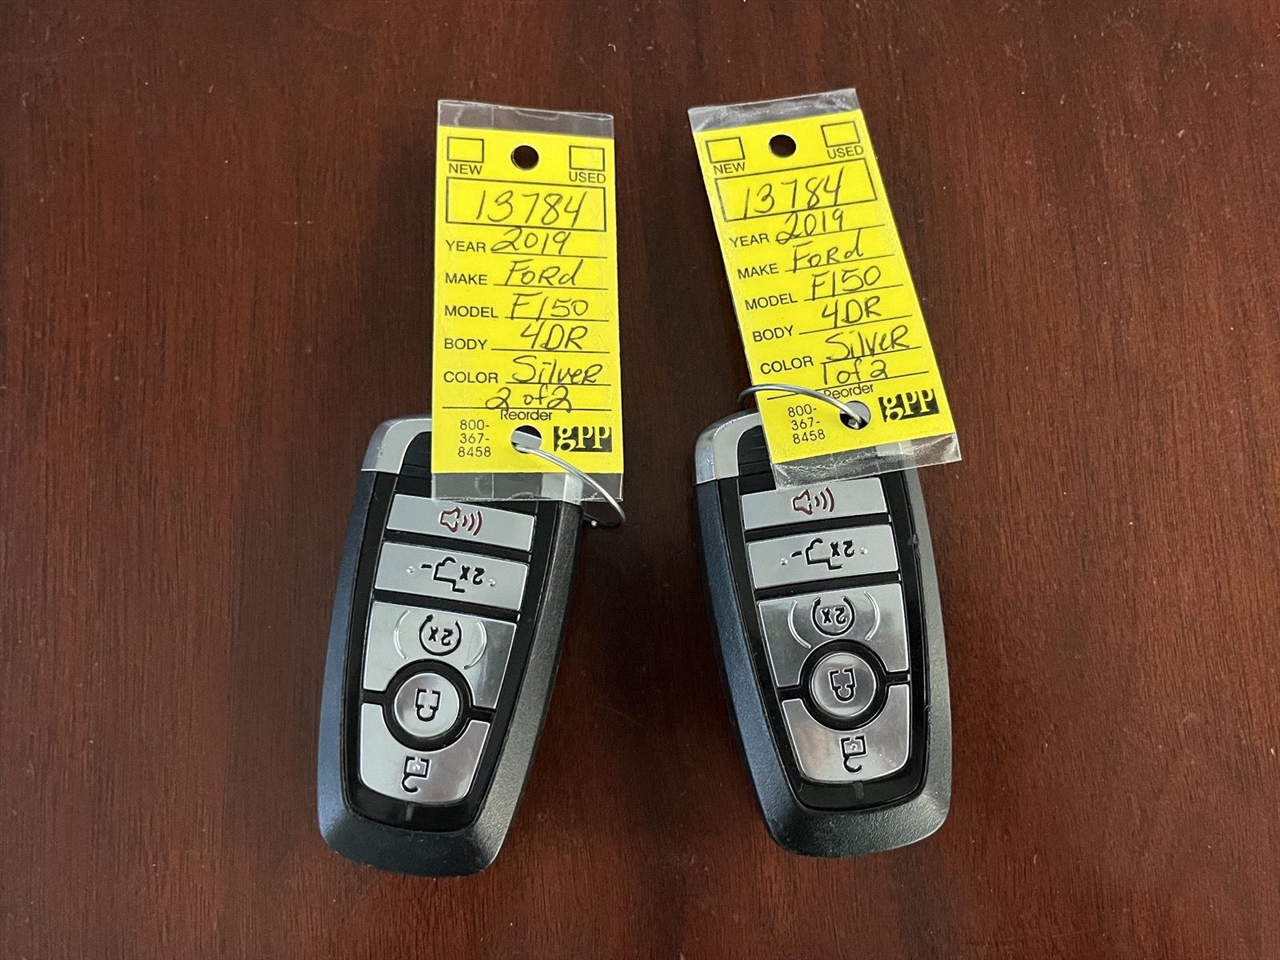 NEW USED
13784
YEAR 2019
MAKE FORd
MODEL F150
BODY 4DR
COLOR SilveR
2 of 2
Reorder
800-
367-
8458
gpp
2x
2x
NEW USED
13784
YEAR 2019
MAKE FORd
MODEL F150
BODY 4DR
COLOR SilveR
1 of 2
Reorder
800-
367-
8458
gpp
2x
2x